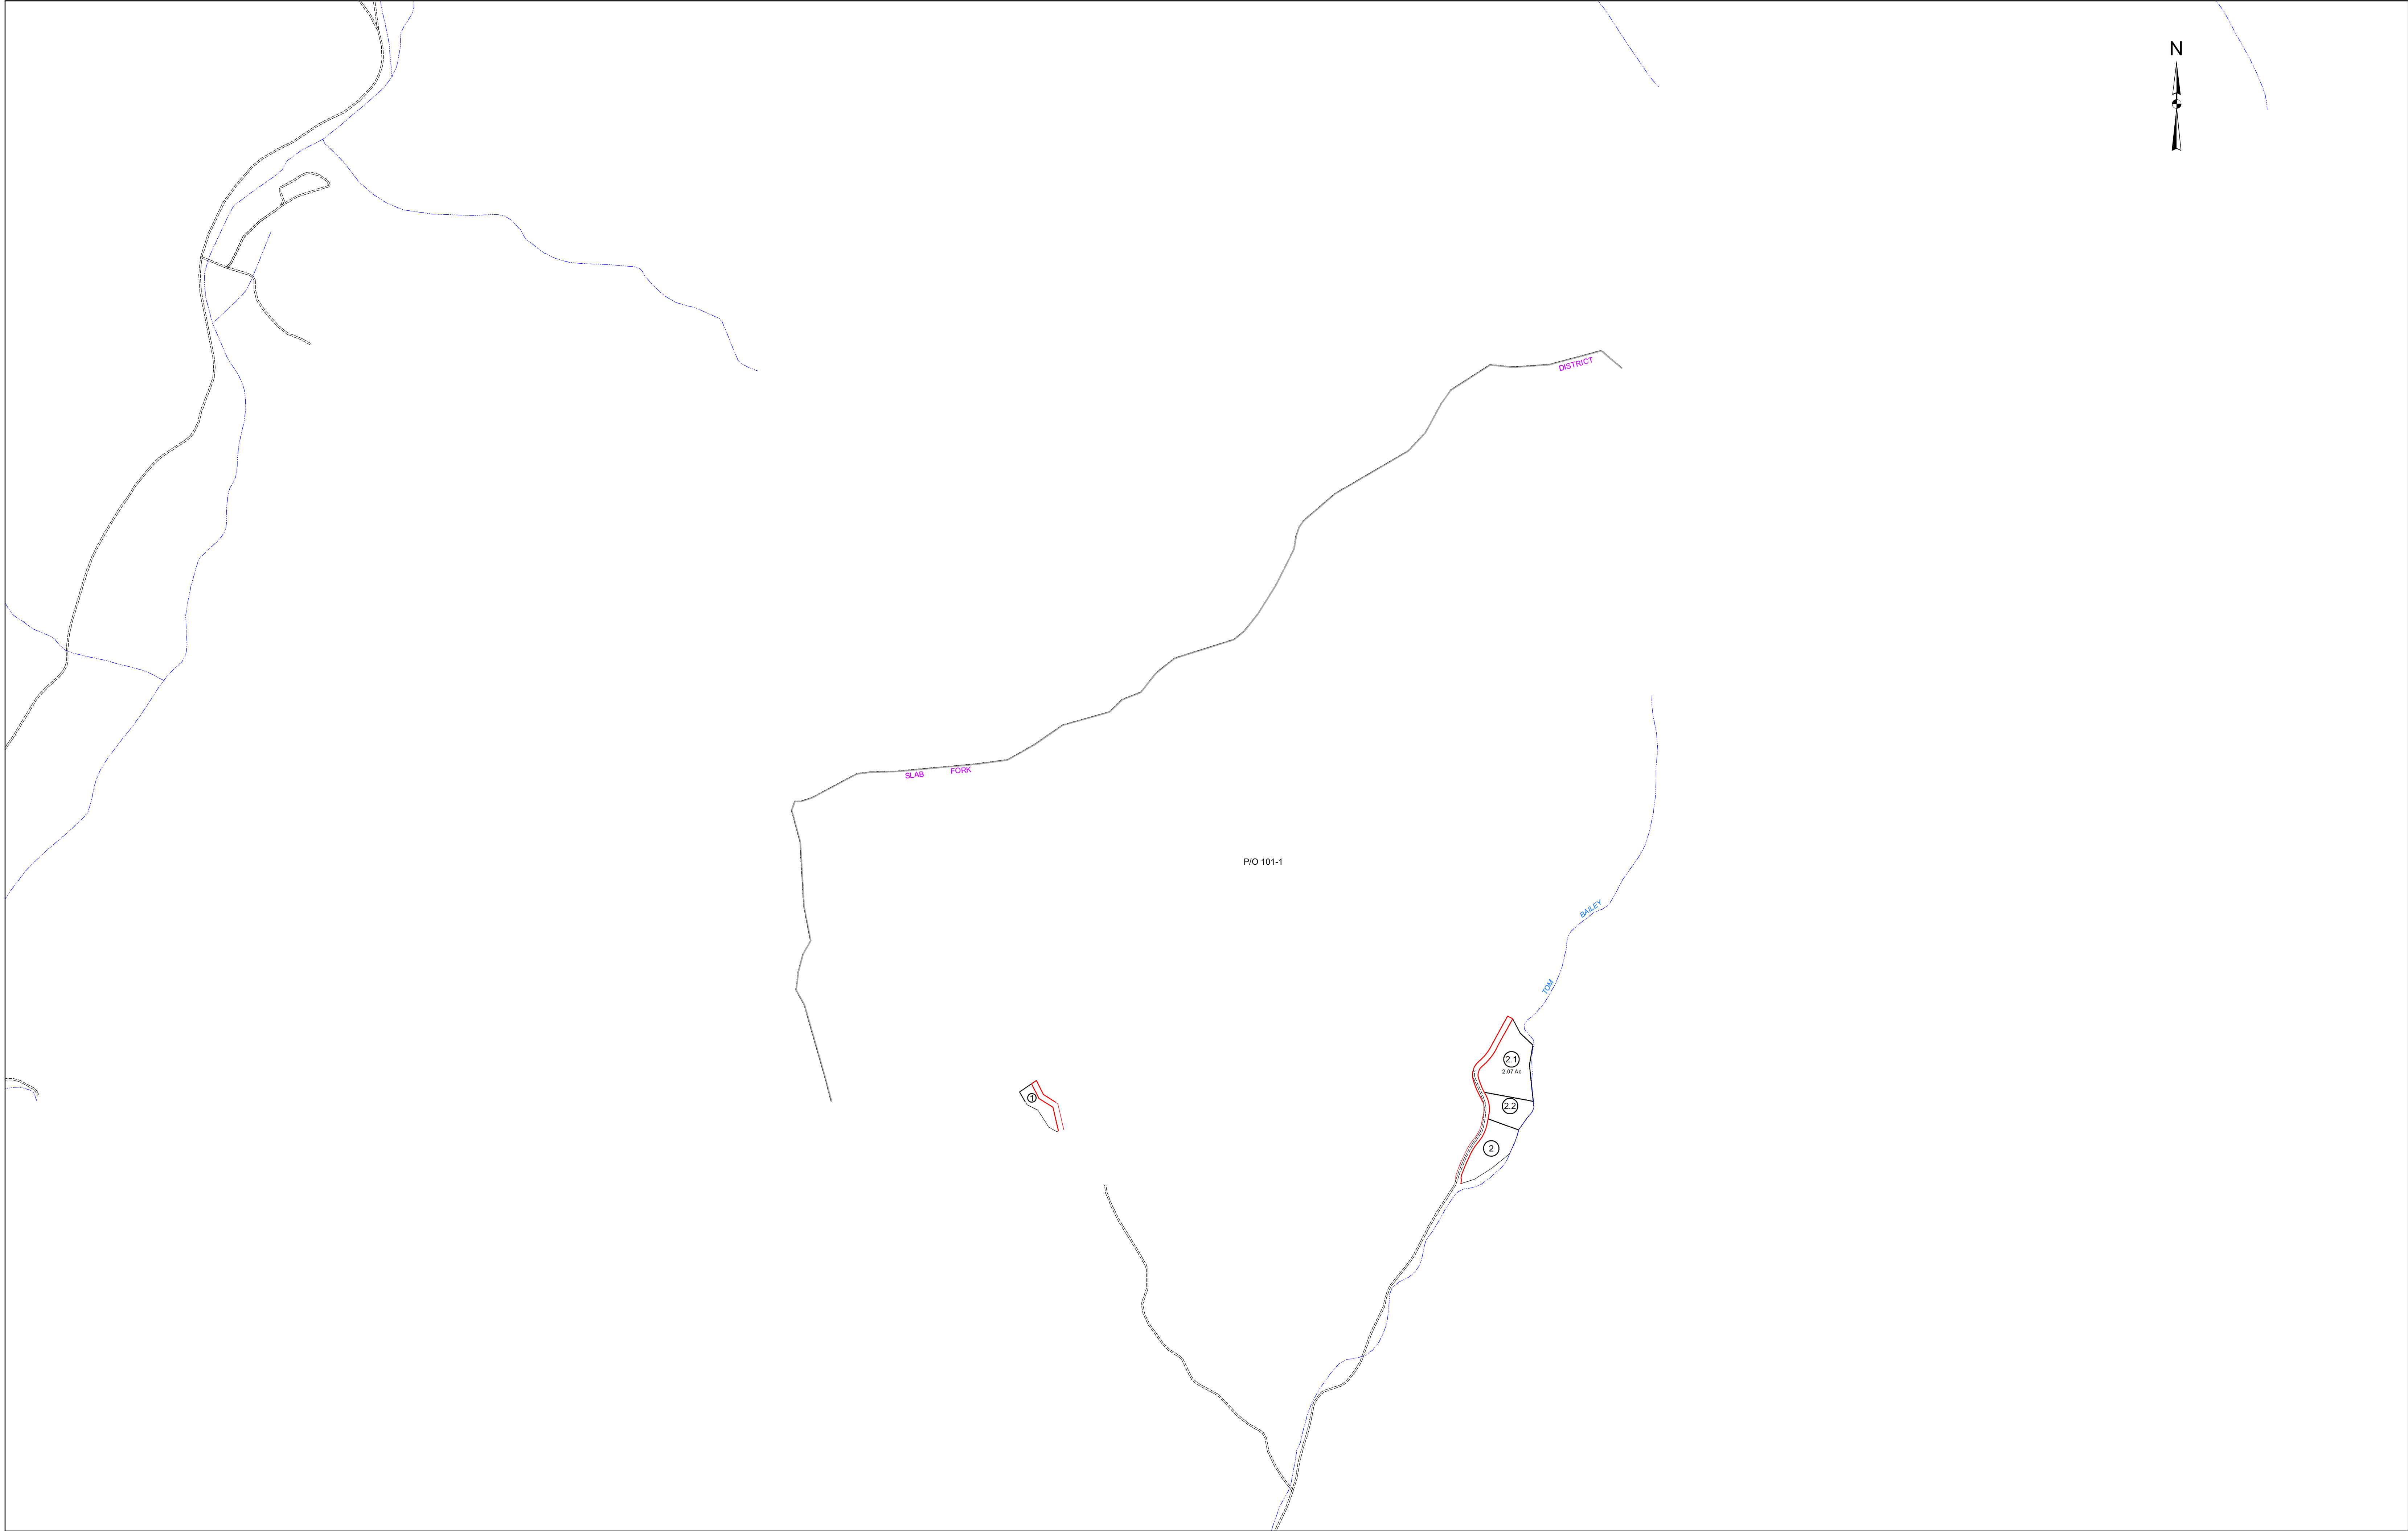 N
DISTRICT
SLAB FORK
P/O 101-1
BAILEY
TOM
2.1
2.07 Ac
1
2.2
2